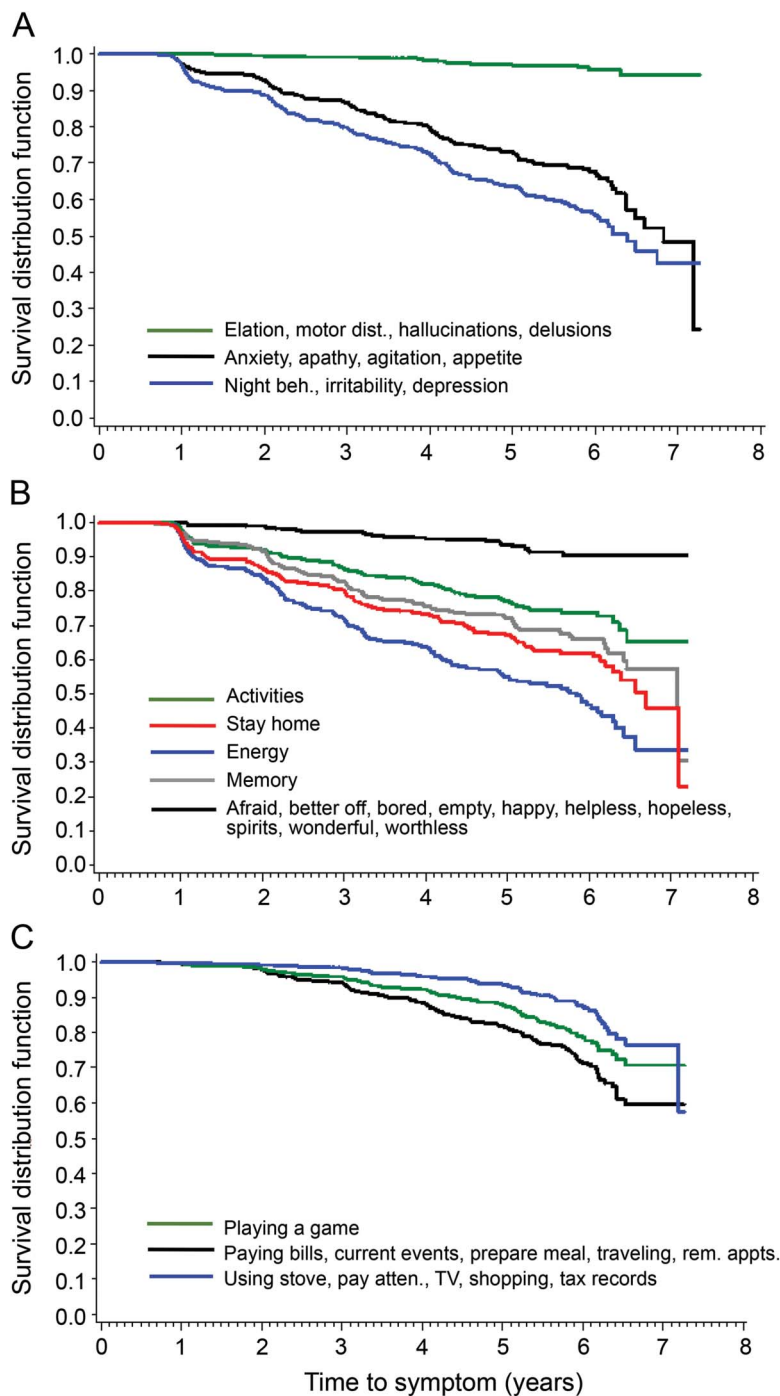 A
Survival distribution function
1.0
0.9
0.8
0.7
0.6
0.5
0.4
0.3
0.2
0.1
0.0
Elation, motor dist., hallucinations, delusions
Anxiety, apathy, agitation, appetite
Night beh., irritability, depression
0 1 2 3 4 5 6 7 8
B
Survival distribution function
1.0
0.9
0.8
0.7
0.6
0.5
0.4
0.3
0.2
0.1
0.0
Activities
Stay home
Energy
Memory
Afraid, better off, bored, empty, happy, helpless, hopeless,
spirits, wonderful, worthless
0 1 2 3 4 5 6 7 8
C
Survival distribution function
1.0
0.9
0.8
0.7
0.6
0.5
0.4
0.3
0.2
0.1
0.0
Playing a game
Paying bills, current events, prepare meal, traveling, rem. appts.
Using stove, pay atten., TV, shopping, tax records
0 1 2 3 4 5 6 7 8
Time to symptom (years)